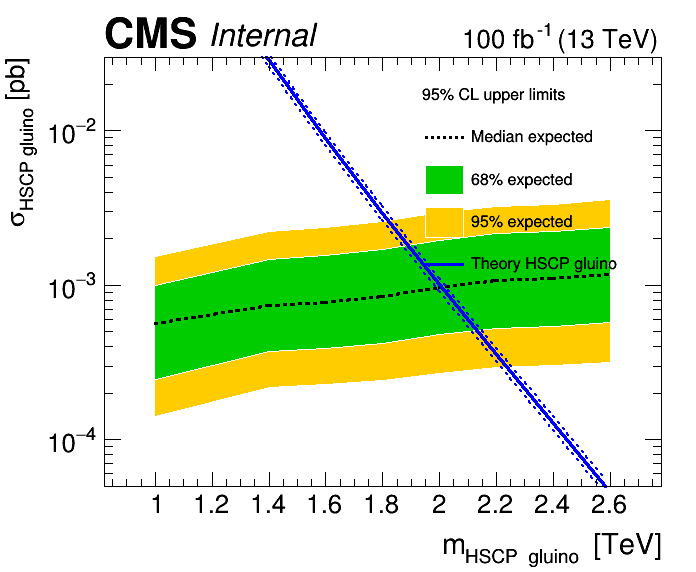 CMS Internal 100 fb⁻¹ (13 TeV)
σHSCP gluino [pb]
95% CL upper limits
Median expected
68% expected
95% expected
Theory HSCP gluino
10⁻²
10⁻³
10⁻⁴
1 1.2 1.4 1.6 1.8 2 2.2 2.4 2.6
mHSCP gluino [TeV]